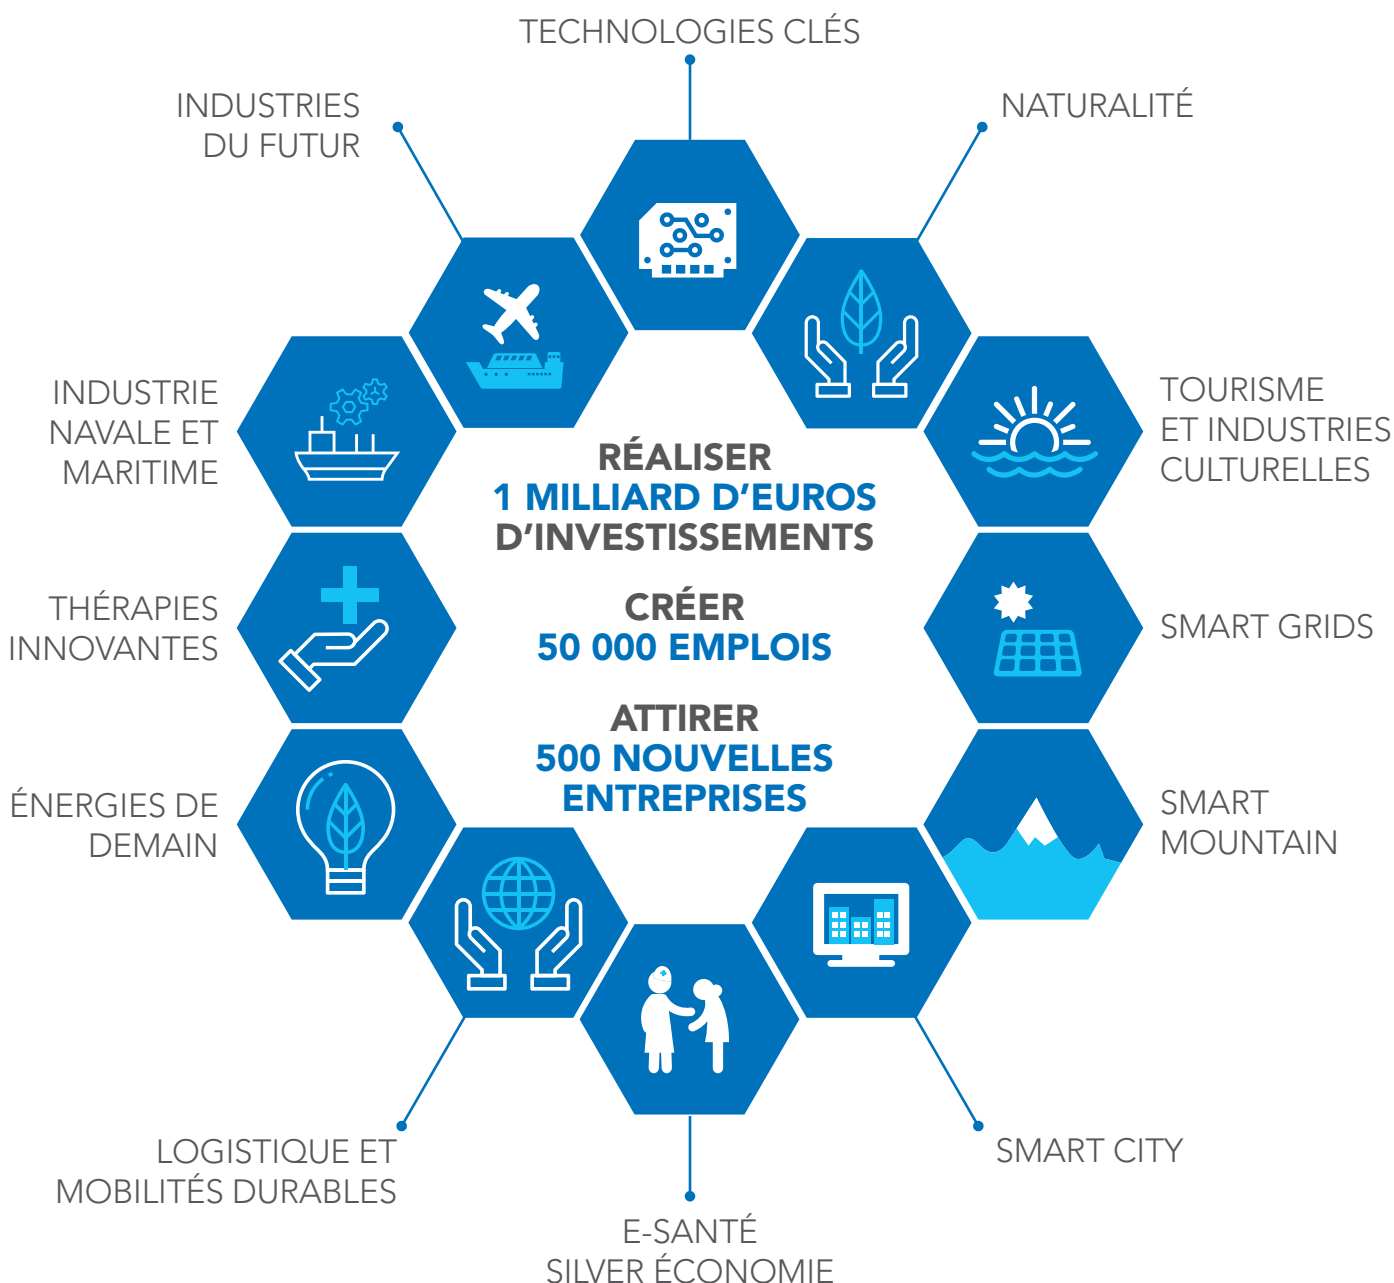 TECHNOLOGIES CLÉS
NATURALITÉ
TOURISME
ET INDUSTRIES
CULTURELLES
SMART GRIDS
SMART
MOUNTAIN
SMART CITY
E-SANTÉ
SILVER ÉCONOMIE
LOGISTIQUE ET
MOBILITÉS DURABLES
ÉNERGIES DE
DEMAIN
THÉRAPIES
INNOVANTES
INDUSTRIE
NAVALE ET
MARITIME
INDUSTRIES
DU FUTUR
RÉALISER
1 MILLIARD D’EUROS
D’INVESTISSEMENTS
CRÉER
50 000 EMPLOIS
ATTIRER
500 NOUVELLES
ENTREPRISES